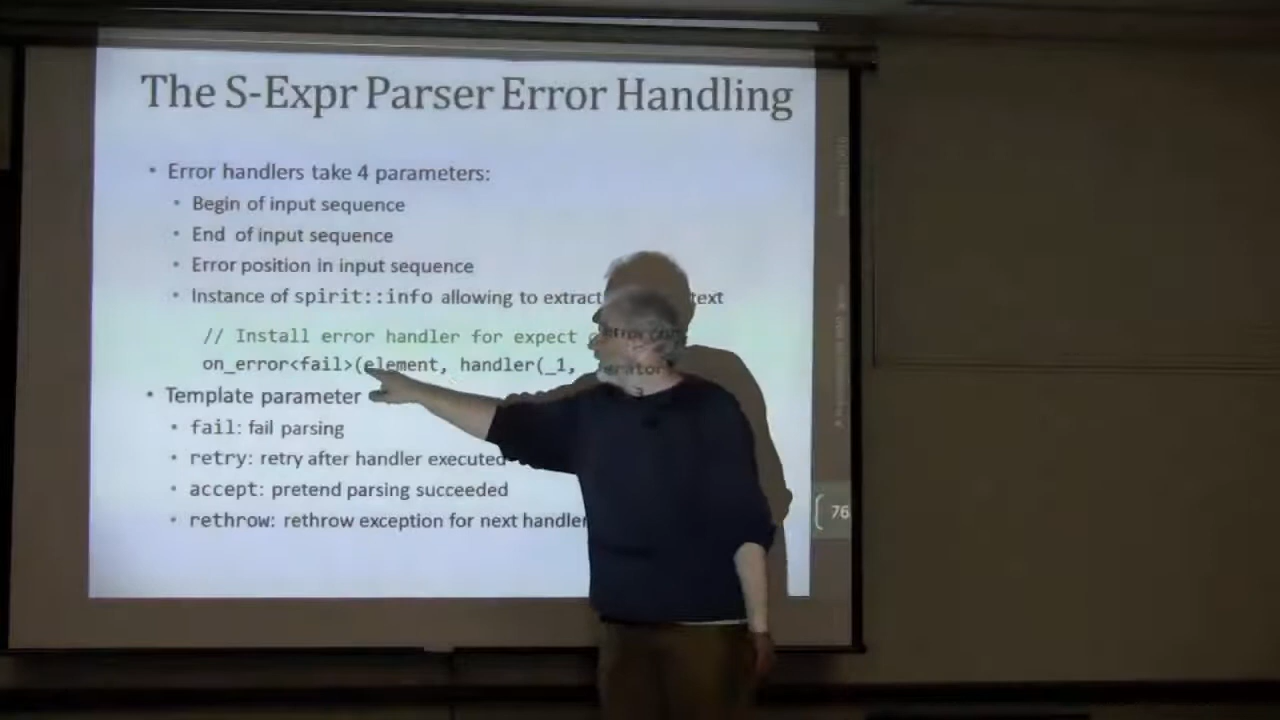 The S-Expr Parser Error Handling
• Error handlers take 4 parameters:
• Begin of input sequence
• End of input sequence
• Error position in input sequence
• Instance of spirit::info allowing to extract text
// Install error handler for expect
on_error<fail>(element, handler(_1,
• Template parameter
• fail: fail parsing
• retry: retry after handler executed
• accept: pretend parsing succeeded
• rethrow: rethrow exception for next handler
76